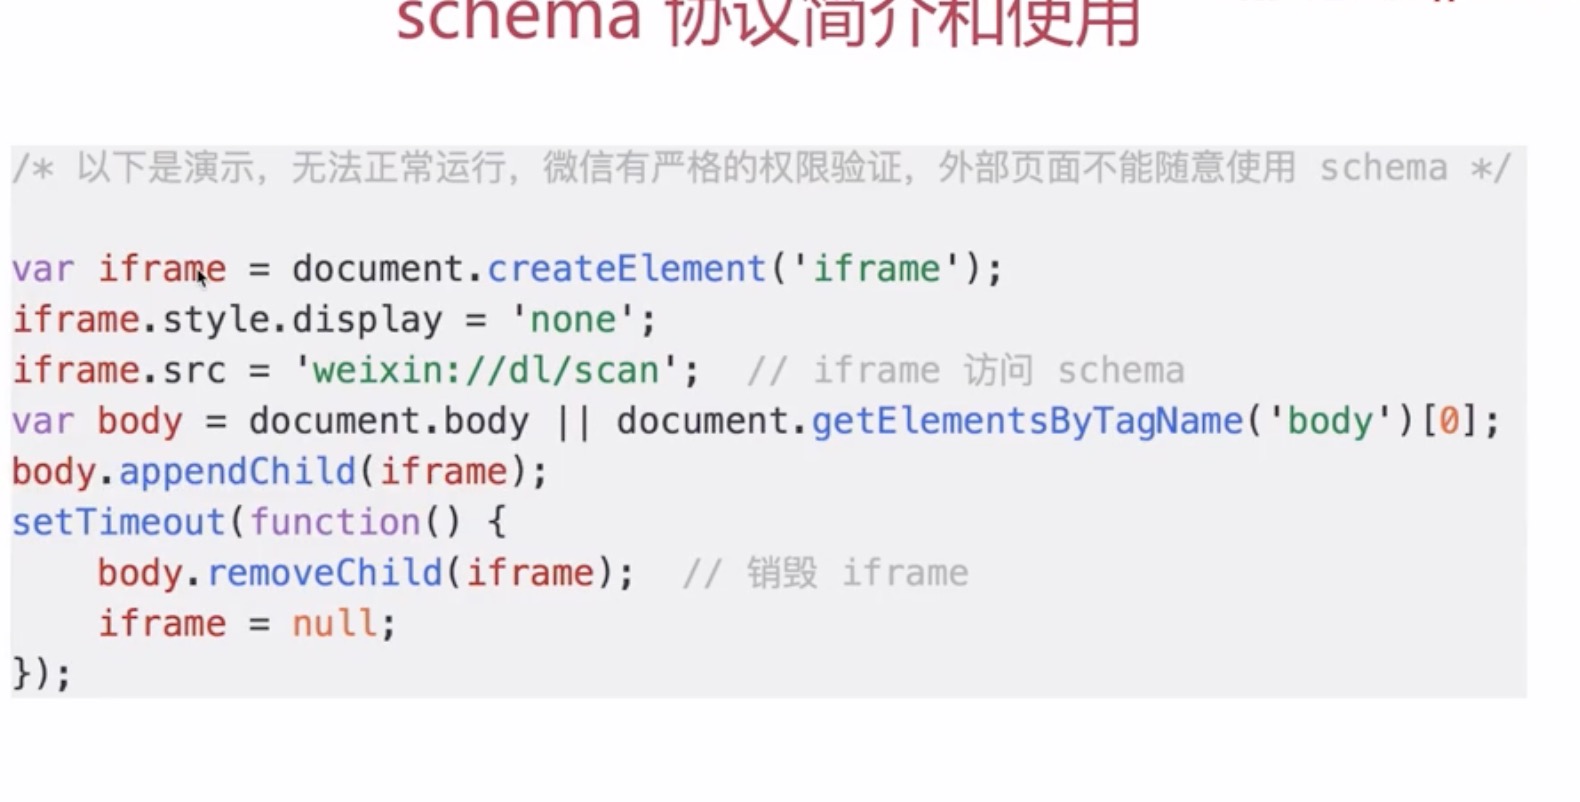 schema 协议简介和使用
/* 以下是演示，无法正常运行，微信有严格的权限验证，外部页面不能随意使用 schema */
var iframe = document.createElement('iframe');
iframe.style.display = 'none';
iframe.src = 'weixin://dl/scan';  // iframe 访问 schema
var body = document.body || document.getElementsByTagName('body')[0];
body.appendChild(iframe);
setTimeout(function() {
    body.removeChild(iframe);  // 销毁 iframe
    iframe = null;
});